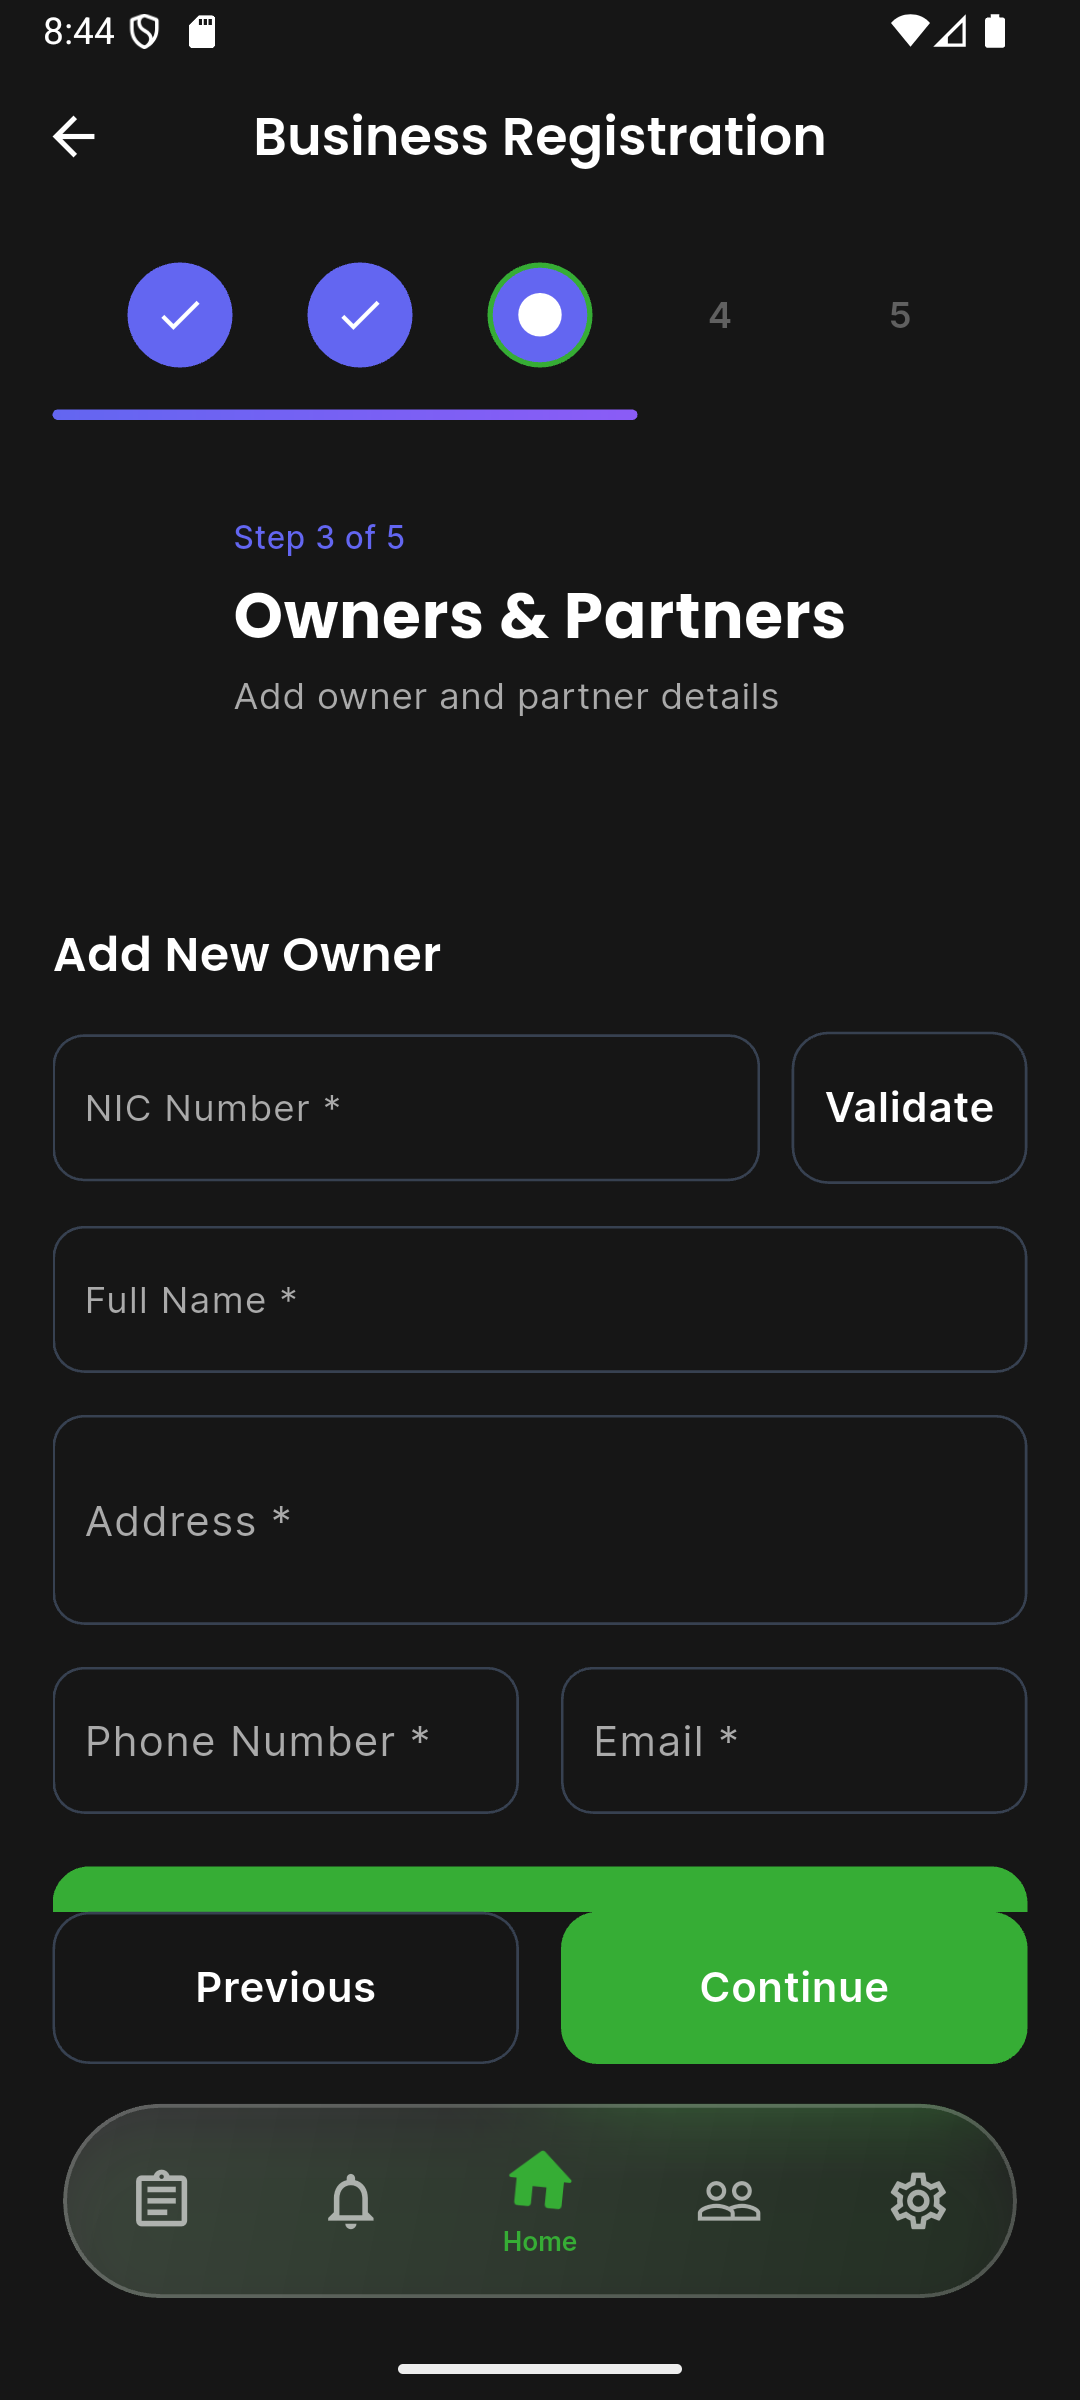 8:44
Business Registration
4
5
Step 3 of 5
Owners & Partners
Add owner and partner details
Add New Owner
NIC Number *
Validate
Full Name *
Address *
Phone Number *
Email *
Previous
Continue
Home